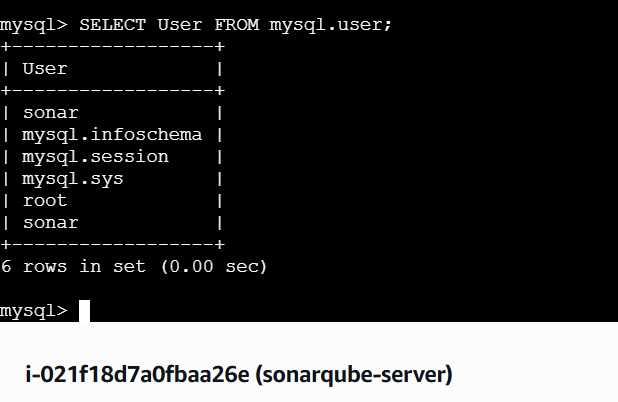 mysql> SELECT User FROM mysql.user;
+------------------+
| User             |
+------------------+
| sonar            |
| mysql.infoschema |
| mysql.session    |
| mysql.sys        |
| root             |
| sonar            |
+------------------+
6 rows in set (0.00 sec)
mysql>
i-021f18d7a0fbaa26e (sonarqube-server)